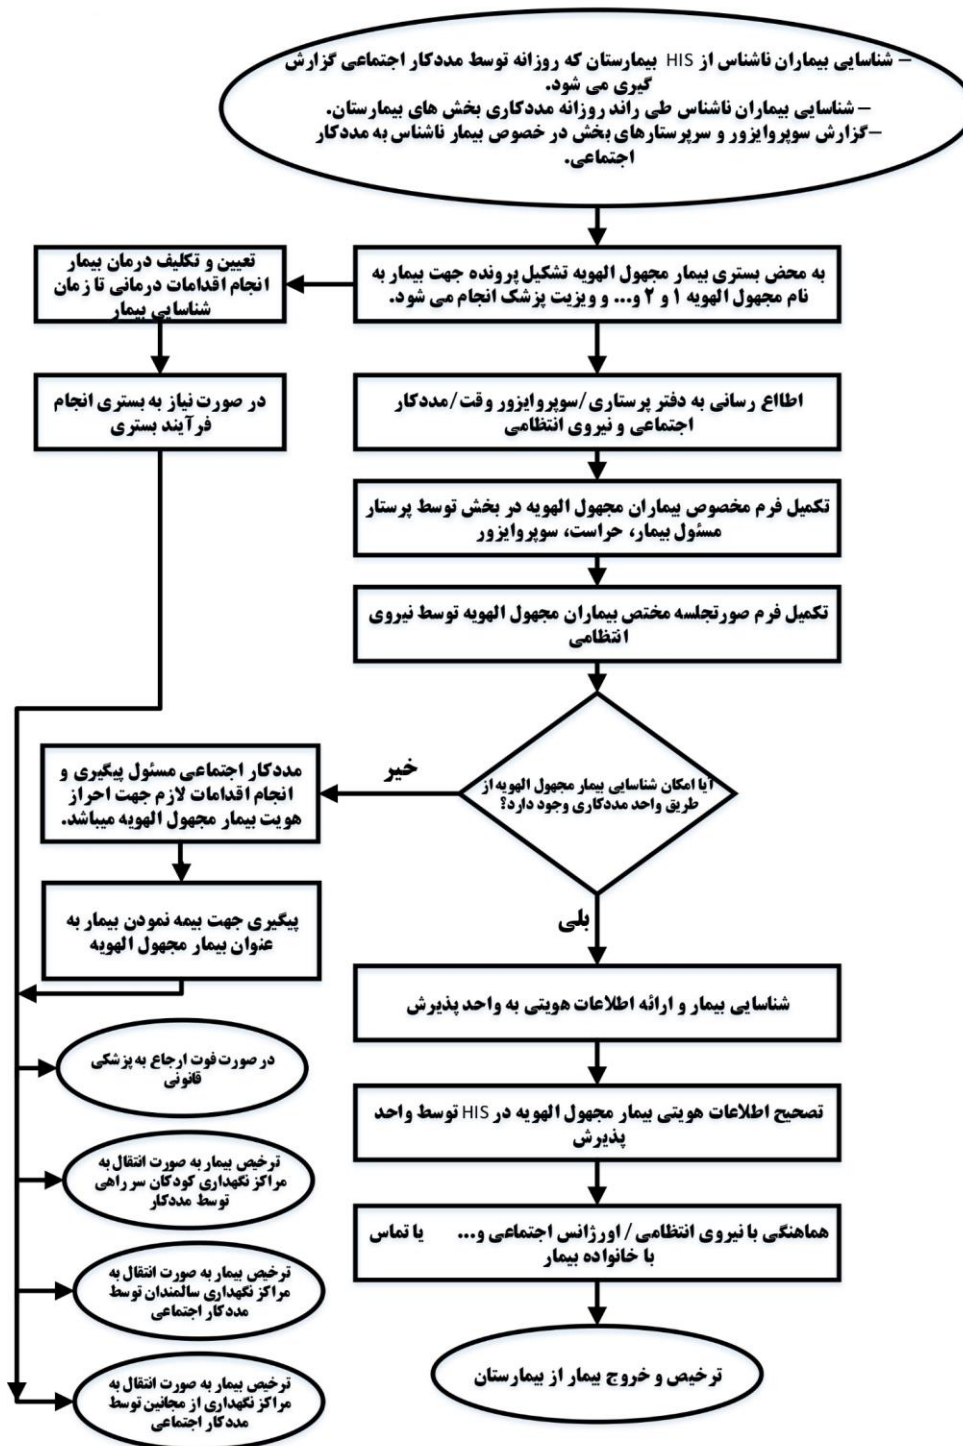 – شناسایی بیماران ناشناس از HIS بیمارستان که روزانه توسط مددکار اجتماعی گزارش
گیری می شود.
– شناسایی بیماران ناشناس طی راند روزانه مددکاری بخش های بیمارستان.
–گزارش سوپروایزور و سرپرستارهای بخش در خصوص بیمار ناشناس به مددکار
اجتماعی.
به محض بستری بیمار مجهول الهویه تشکیل پرونده جهت بیمار به
نام مجهول الهویه ۱ و ۲ و... و ویزیت پزشک انجام می شود.
تعیین و تکلیف درمان بیمار
انجام اقدامات درمانی تا زمان
شناسایی بیمار
در صورت نیاز به بستری انجام
فرآیند بستری
اطااع رسانی به دفتر پرستاری/سوپروایزور وقت/مددکار
اجتماعی و نیروی انتظامی
تکمیل فرم مخصوص بیماران مجهول الهویه در بخش توسط پرستار
مسئول بیمار، حراست، سوپروایزور
تکمیل فرم صورتجلسه مختص بیماران مجهول الهویه توسط نیروی
انتظامی
آیا امکان شناسایی بیمار مجهول الهویه از
طریق واحد مددکاری وجود دارد؟
خیر
مددکار اجتماعی مسئول پیگیری و
انجام اقدامات لازم جهت احراز
هویت بیمار مجهول الهویه میباشد.
پیگیری جهت بیمه نمودن بیمار به
عنوان بیمار مجهول الهویه
بلی
شناسایی بیمار و ارائه اطلاعات هویتی به واحد پذیرش
تصحیح اطلاعات هویتی بیمار مجهول الهویه در HIS توسط واحد
پذیرش
هماهنگی با نیروی انتظامی / اورژانس اجتماعی و... یا تماس
با خانواده بیمار
ترخیص و خروج بیمار از بیمارستان
در صورت فوت ارجاع به پزشکی
قانونی
ترخیص بیمار به صورت انتقال به
مراکز نگهداری کودکان سر راهی
توسط مددکار
ترخیص بیمار به صورت انتقال به
مراکز نگهداری سالمندان توسط
مددکار اجتماعی
ترخیص بیمار به صورت انتقال به
مراکز نگهداری از مجانین توسط
مددکار اجتماعی